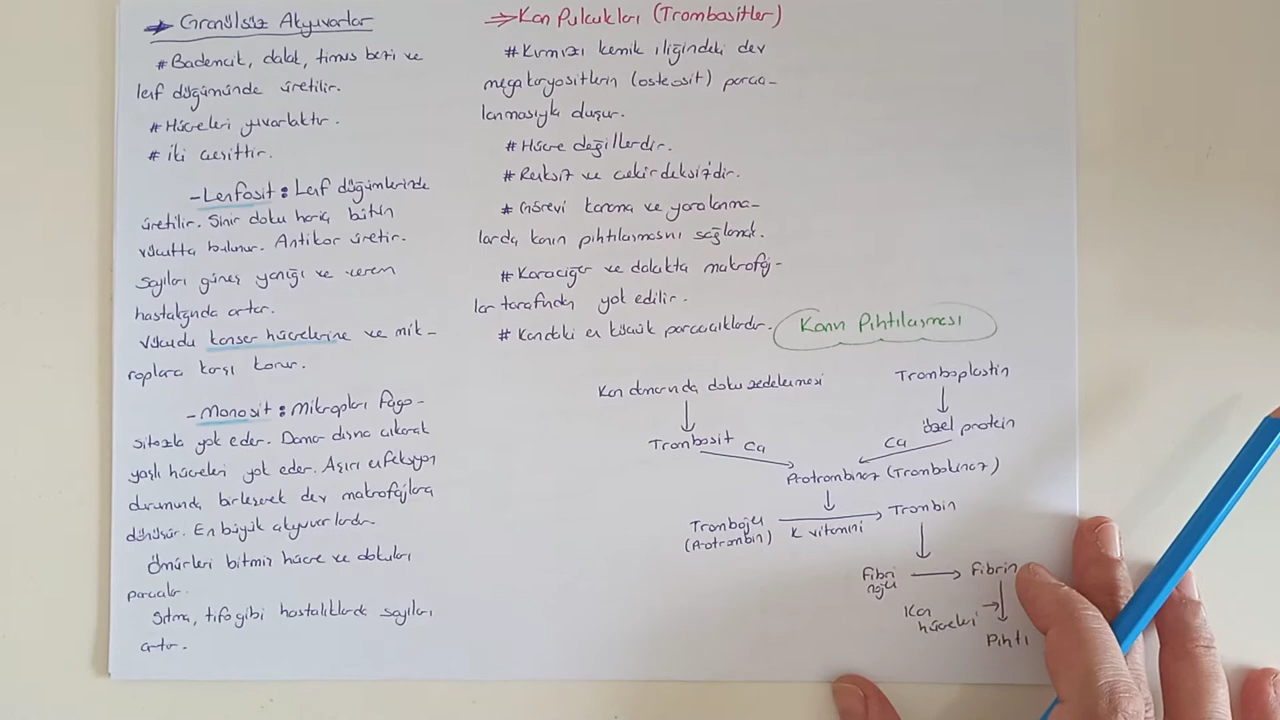 → Granülsüz Akyuvarlar
# Bademcik, dalak, timus bezi ve
lenf düğümünde üretilir.
# Hücreleri yuvarlaktır.
# İki çeşittir.
- Lenfosit: Lenf düğümlerinde
üretilir. Sinir doku hariç bütün
vücutta bulunur. Antikor üretir.
Sayıları güneş yanığı ve verem
hastalığında artar.
Vücudu kanser hücrelerine ve mik-
roplara karşı korur.
- Monosit: Mikropları fago-
sitozla yok eder. Damar dışına çıkarak
yaşlı hücreleri yok eder. Aşırı enfeksiyon
durumunda birleşerek dev makrofajlara
dönüşür. En büyük akyuvarlardır.
Ömürleri bitmiş hücre ve dokuları
parçalar.
Sıtma, tifo gibi hastalıklarda sayıları
artar.
⇒ Kan Pulcukları (Trombositler)
# Kırmızı kemik iliğindeki dev
megakaryositlerin (osteosit) parça-
lanmasıyla oluşur.
# Hücre değillerdir.
# Renksiz ve çekirdeksizdir.
# Görevi kanama ve yaralanma-
larda kanın pıhtılaşmasını sağlamak.
# Karaciğer ve dalakta makrofaj-
lar tarafından yok edilir.
# Kandaki en küçük parçacıklardır.
Kanın Pıhtılaşması
Kan damarında doku zedelenmesi
Tromboplastin
Trombosit Ca
Ca özel protein
Protrombinaz (Trombokinaz)
Trombojen
(Protrombin)
K vitamini
Trombin
Fibri
nojen
Fibrin
Kan
hücreleri
Pıhtı